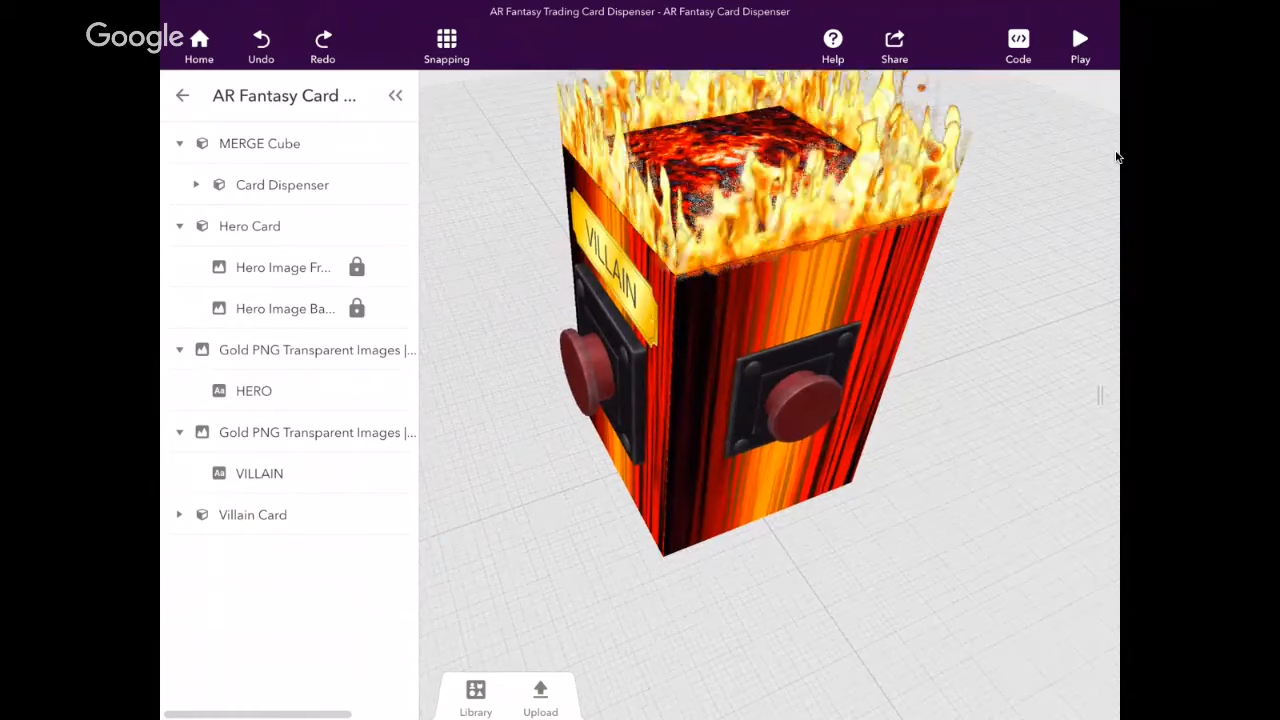 AR Fantasy Trading Card Dispenser - AR Fantasy Card Dispenser
Google
Home
Undo
Redo
Snapping
Help
Share
Code
Play
AR Fantasy Card ...
MERGE Cube
Card Dispenser
Hero Card
Hero Image Fr...
Hero Image Ba...
Gold PNG Transparent Images |...
Aa HERO
Gold PNG Transparent Images |...
Aa VILLAIN
Villain Card
VILLAIN
Library
Upload